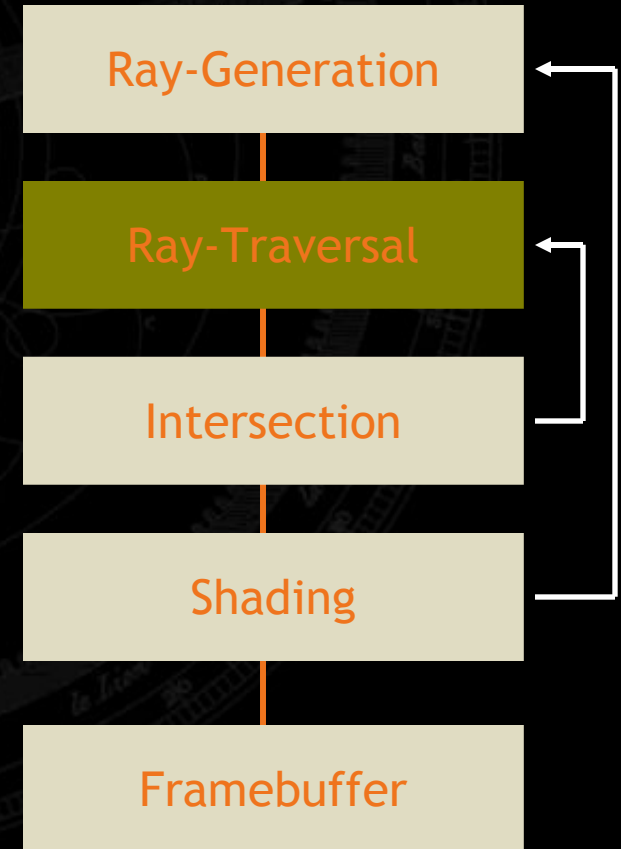 Ray-Generation
Ray-Traversal
Intersection
Shading
Framebuffer